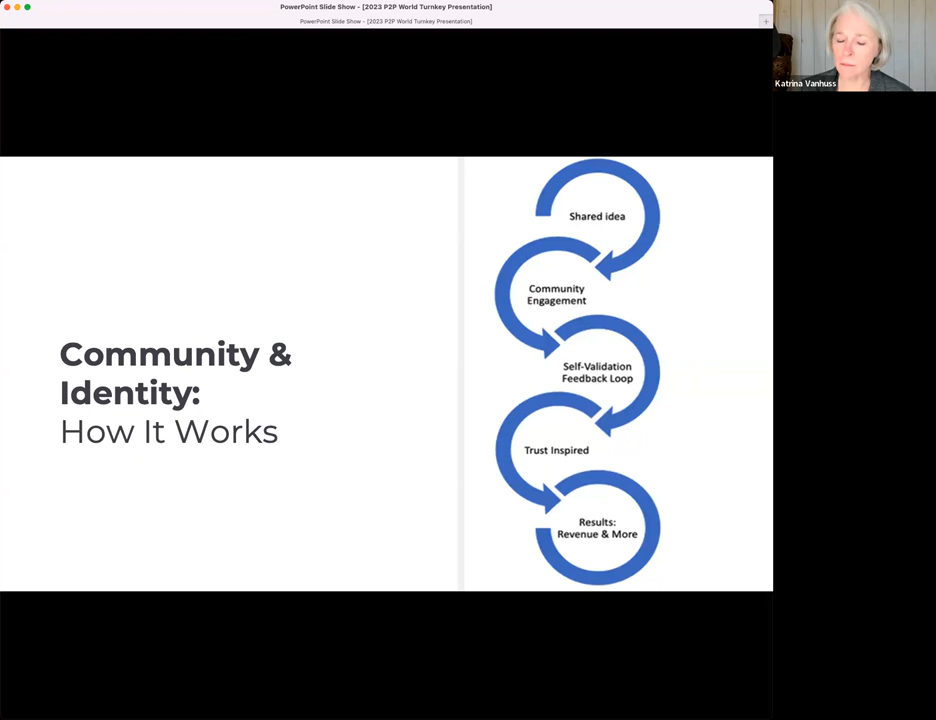 PowerPoint Slide Show - [2023 P2P World Turnkey Presentation]
PowerPoint Slide Show - [2023 P2P World Turnkey Presentation]
+
Katrina Vanhuss
Community &
Identity:
How It Works
Shared idea
Community
Engagement
Self-Validation
Feedback Loop
Trust Inspired
Results:
Revenue & More